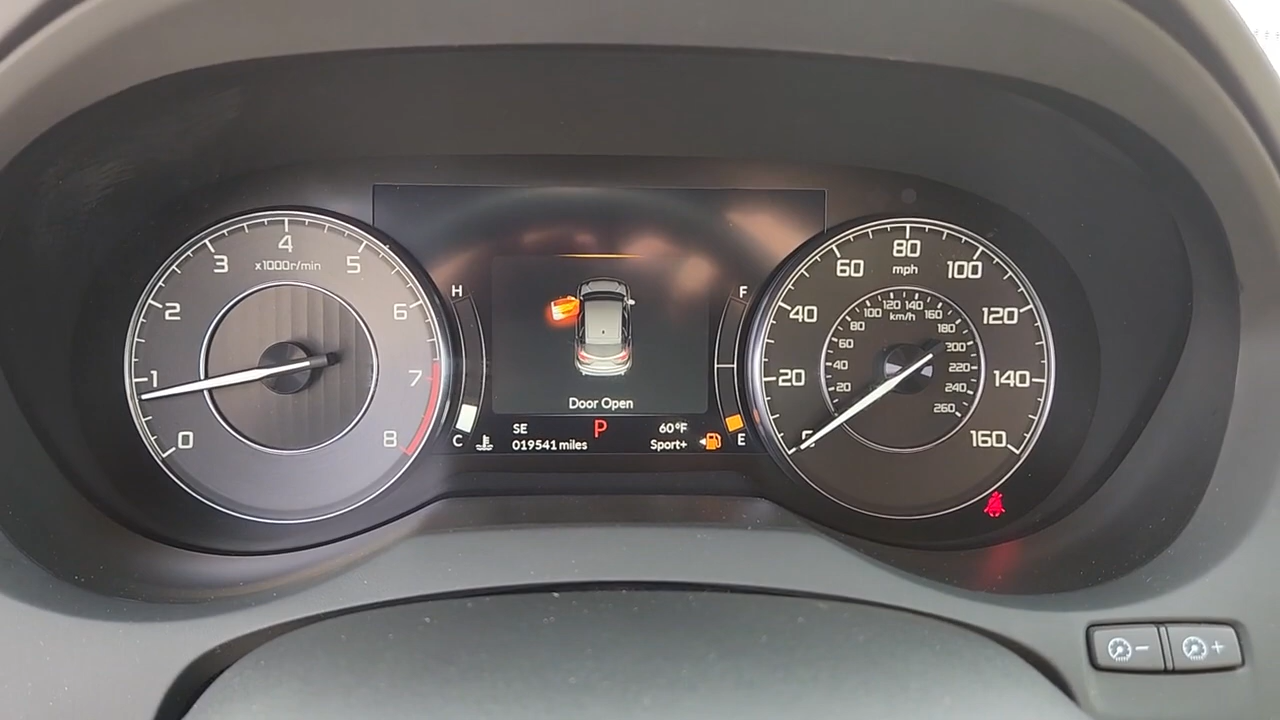 4
3
5
x1000r/min
2
6
1
7
0
8
H
C
Door Open
SE
P
60°F
019541 miles
Sport+
F
E
80
mph
60
100
40
120
20
140
160
120 140
100
160
km/h
80
180
60
200
40
220
20
240
260
-
+